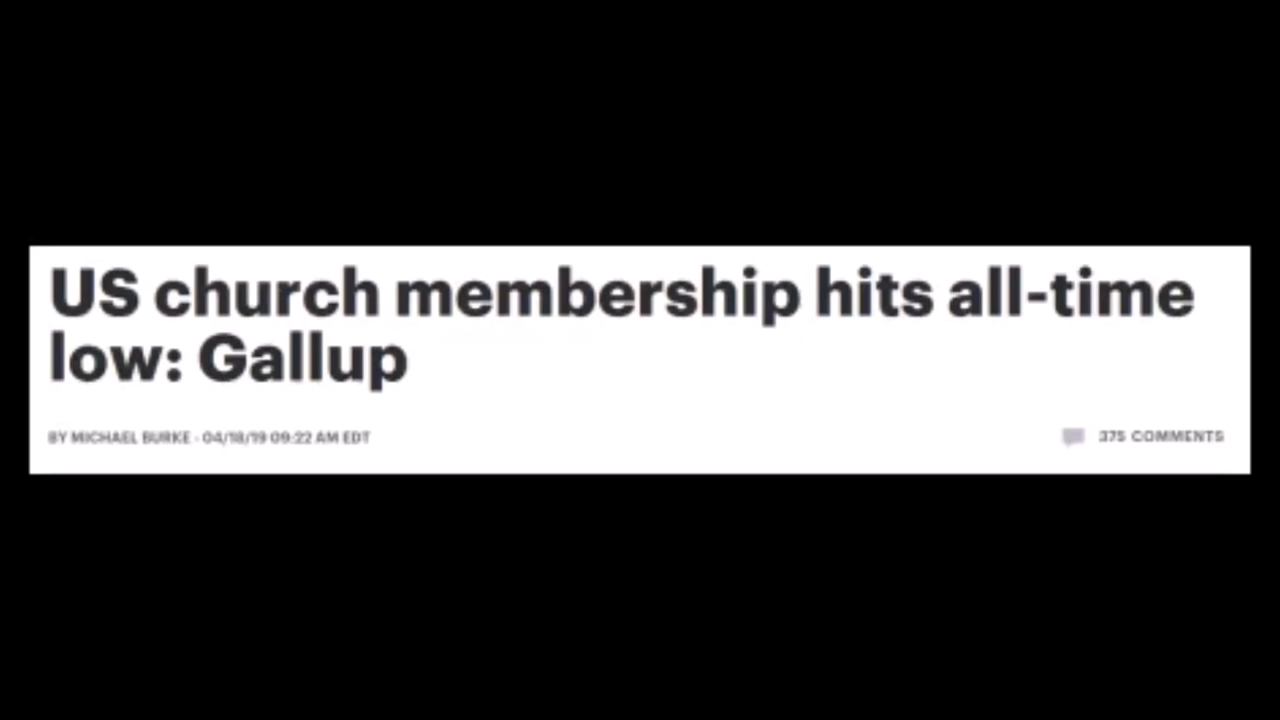 US church membership hits all-time
low: Gallup
BY MICHAEL BURKE - 04/18/19 09:22 AM EDT
375 COMMENTS